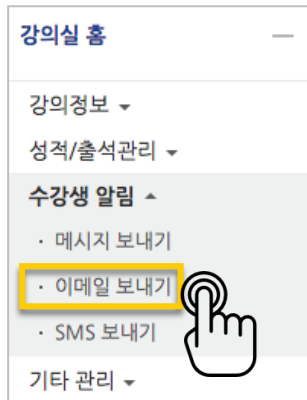 강의실 홈
강의정보
성적/출석관리
수강생 알림
· 메시지 보내기
· 이메일 보내기
· SMS 보내기
기타 관리